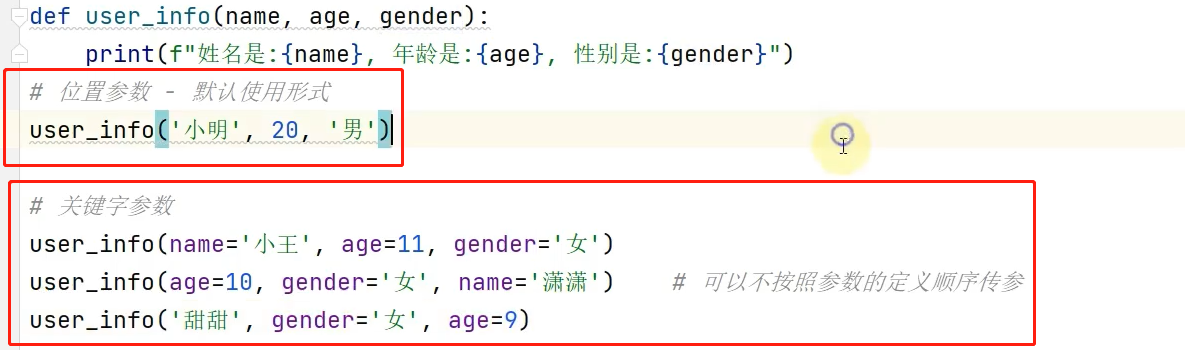 def user_info(name, age, gender):
    print(f"姓名是:{name}, 年龄是:{age}, 性别是:{gender}")
# 位置参数 - 默认使用形式
user_info('小明', 20, '男')
# 关键字参数
user_info(name='小王', age=11, gender='女')
user_info(age=10, gender='女', name='潇潇')    # 可以不按照参数的定义顺序传参
user_info('甜甜', gender='女', age=9)